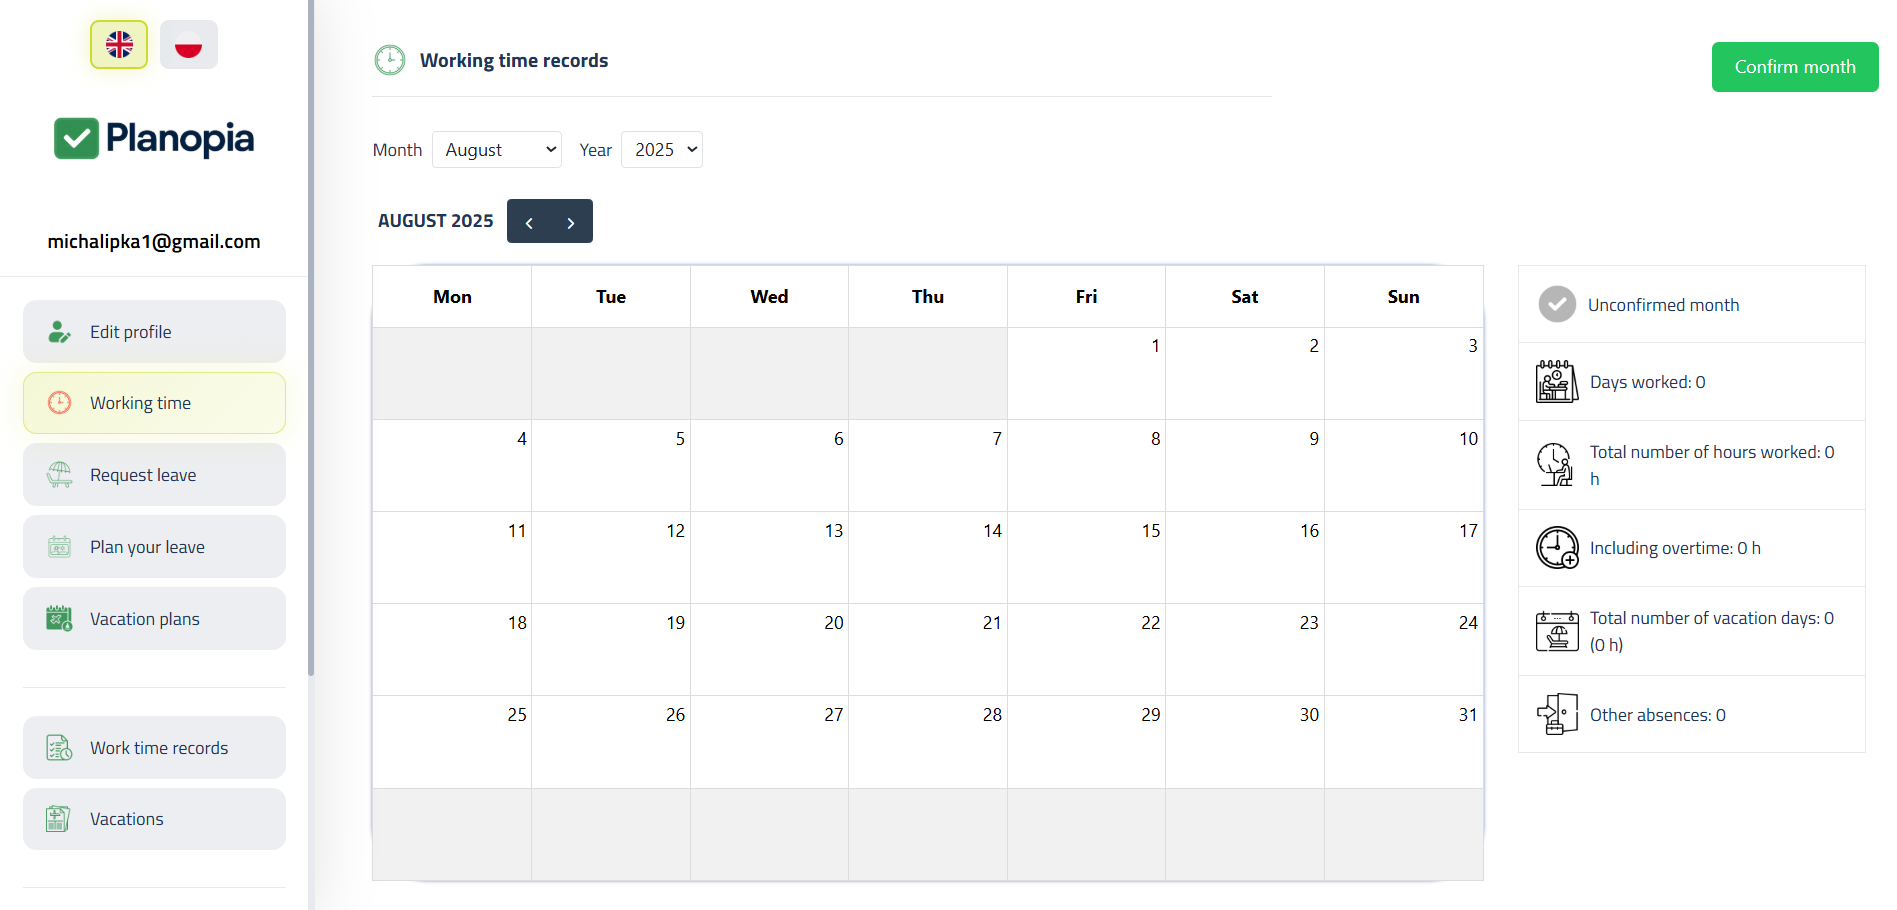 Planopia
michalipka1@gmail.com
Edit profile
Working time
Request leave
Plan your leave
Vacation plans
Work time records
Vacations
Working time records
Confirm month
Month August Year 2025
AUGUST 2025
Mon Tue Wed Thu Fri Sat Sun
1 2 3
4 5 6 7 8 9 10
11 12 13 14 15 16 17
18 19 20 21 22 23 24
25 26 27 28 29 30 31
Unconfirmed month
Days worked: 0
Total number of hours worked: 0
h
Including overtime: 0 h
Total number of vacation days: 0
(0 h)
Other absences: 0